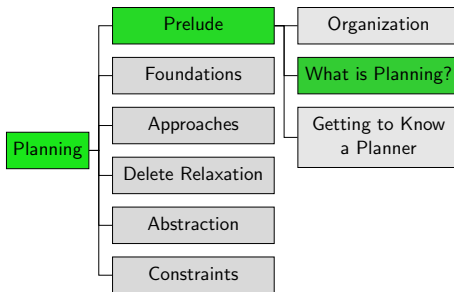 Planning
Prelude
Foundations
Approaches
Delete Relaxation
Abstraction
Constraints
Organization
What is Planning?
Getting to Know
a Planner